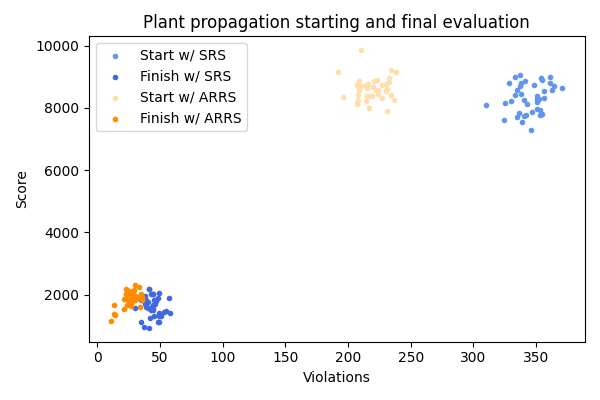 Plant propagation starting and final evaluation
Start w/ SRS
Finish w/ SRS
Start w/ ARRS
Finish w/ ARRS
Score
10000
8000
6000
4000
2000
0
50
100
150
200
250
300
350
Violations